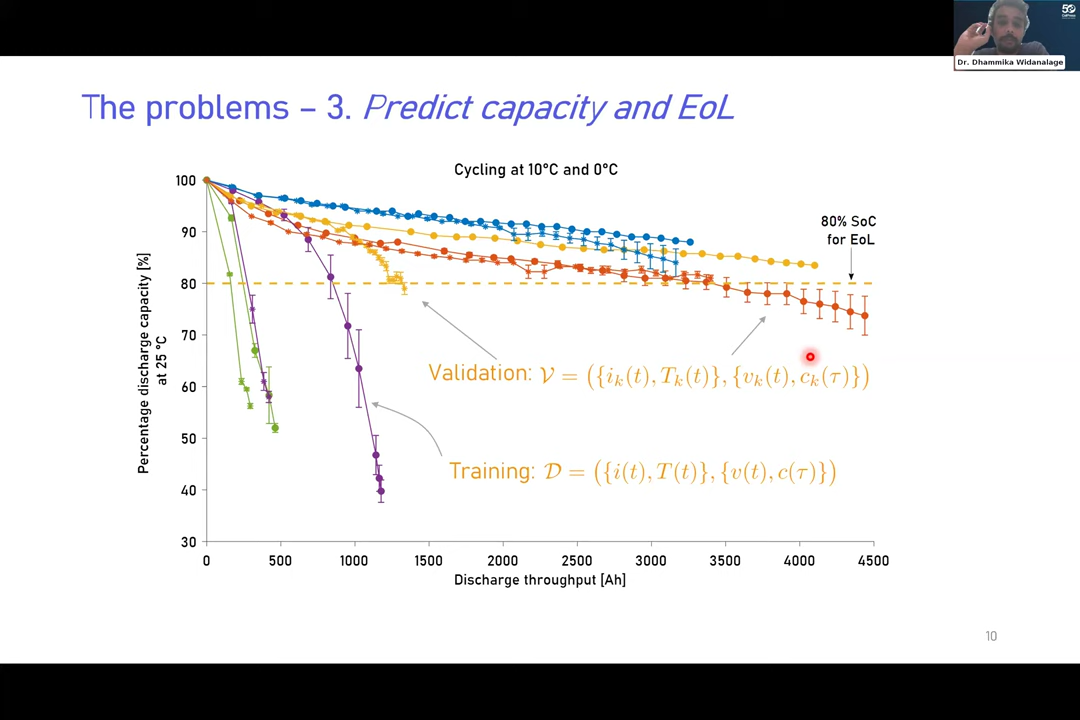 50
Dr. Dhammika Widanalage
The problems – 3. Predict capacity and EoL
Cycling at 10°C and 0°C
100
90
80
70
60
50
40
30
Percentage discharge capacity [%]
at 25 °C
80% SoC
for EoL
Validation: 𝒱 = ({i_k(t), T_k(t)}, {v_k(t), c_k(τ)})
Training: 𝒟 = ({i(t), T(t)}, {v(t), c(τ)})
0 500 1000 1500 2000 2500 3000 3500 4000 4500
Discharge throughput [Ah]
10